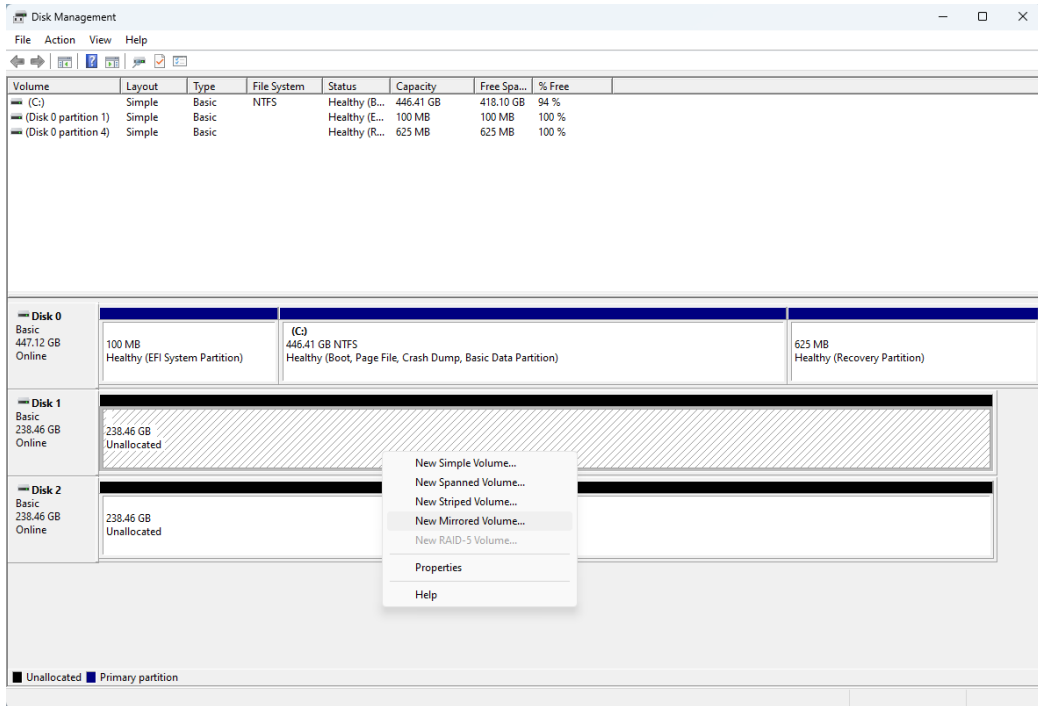 Disk Management
File Action View Help
Volume Layout Type File System Status Capacity Free Spa... % Free
(C:) Simple Basic NTFS Healthy (B... 446.41 GB 418.10 GB 94 %
(Disk 0 partition 1) Simple Basic Healthy (E... 100 MB 100 MB 100 %
(Disk 0 partition 4) Simple Basic Healthy (R... 625 MB 625 MB 100 %
Disk 0
Basic
447.12 GB
Online
100 MB
Healthy (EFI System Partition)
(C:)
446.41 GB NTFS
Healthy (Boot, Page File, Crash Dump, Basic Data Partition)
625 MB
Healthy (Recovery Partition)
Disk 1
Basic
238.46 GB
Online
238.46 GB
Unallocated
Disk 2
Basic
238.46 GB
Online
238.46 GB
Unallocated
New Simple Volume...
New Spanned Volume...
New Striped Volume...
New Mirrored Volume...
New RAID-5 Volume...
Properties
Help
Unallocated Primary partition